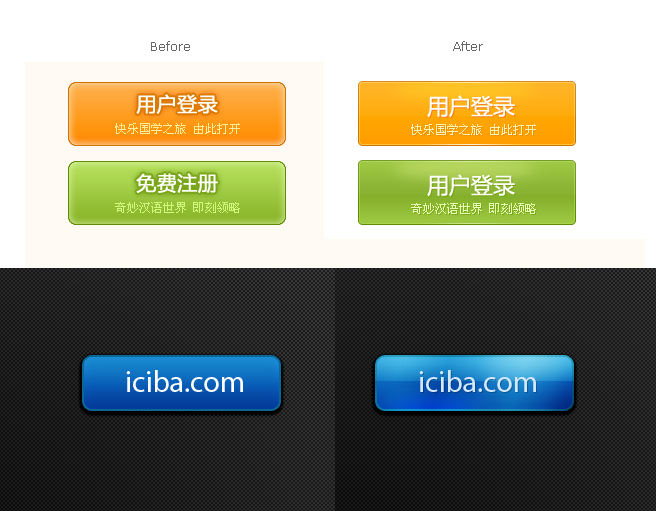 Before
After
用户登录
快乐国学之旅 由此打开
用户登录
快乐国学之旅 由此打开
免费注册
奇妙汉语世界 即刻领略
用户登录
奇妙汉语世界 即刻领略
iciba.com
iciba.com